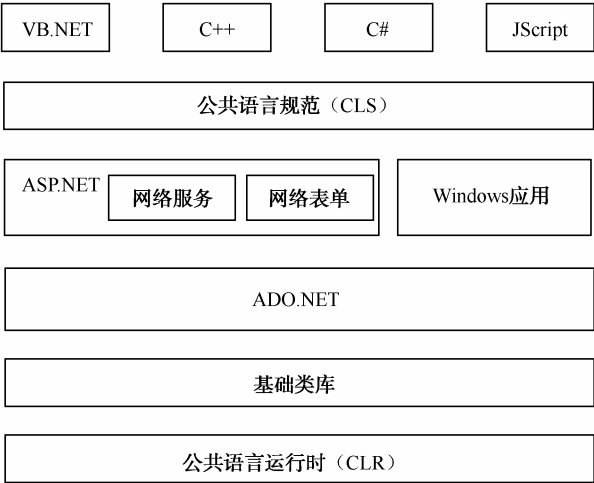 VB.NET
C++
C#
JScript
公共语言规范（CLS）
ASP.NET
网络服务
网络表单
Windows应用
ADO.NET
基础类库
公共语言运行时（CLR）